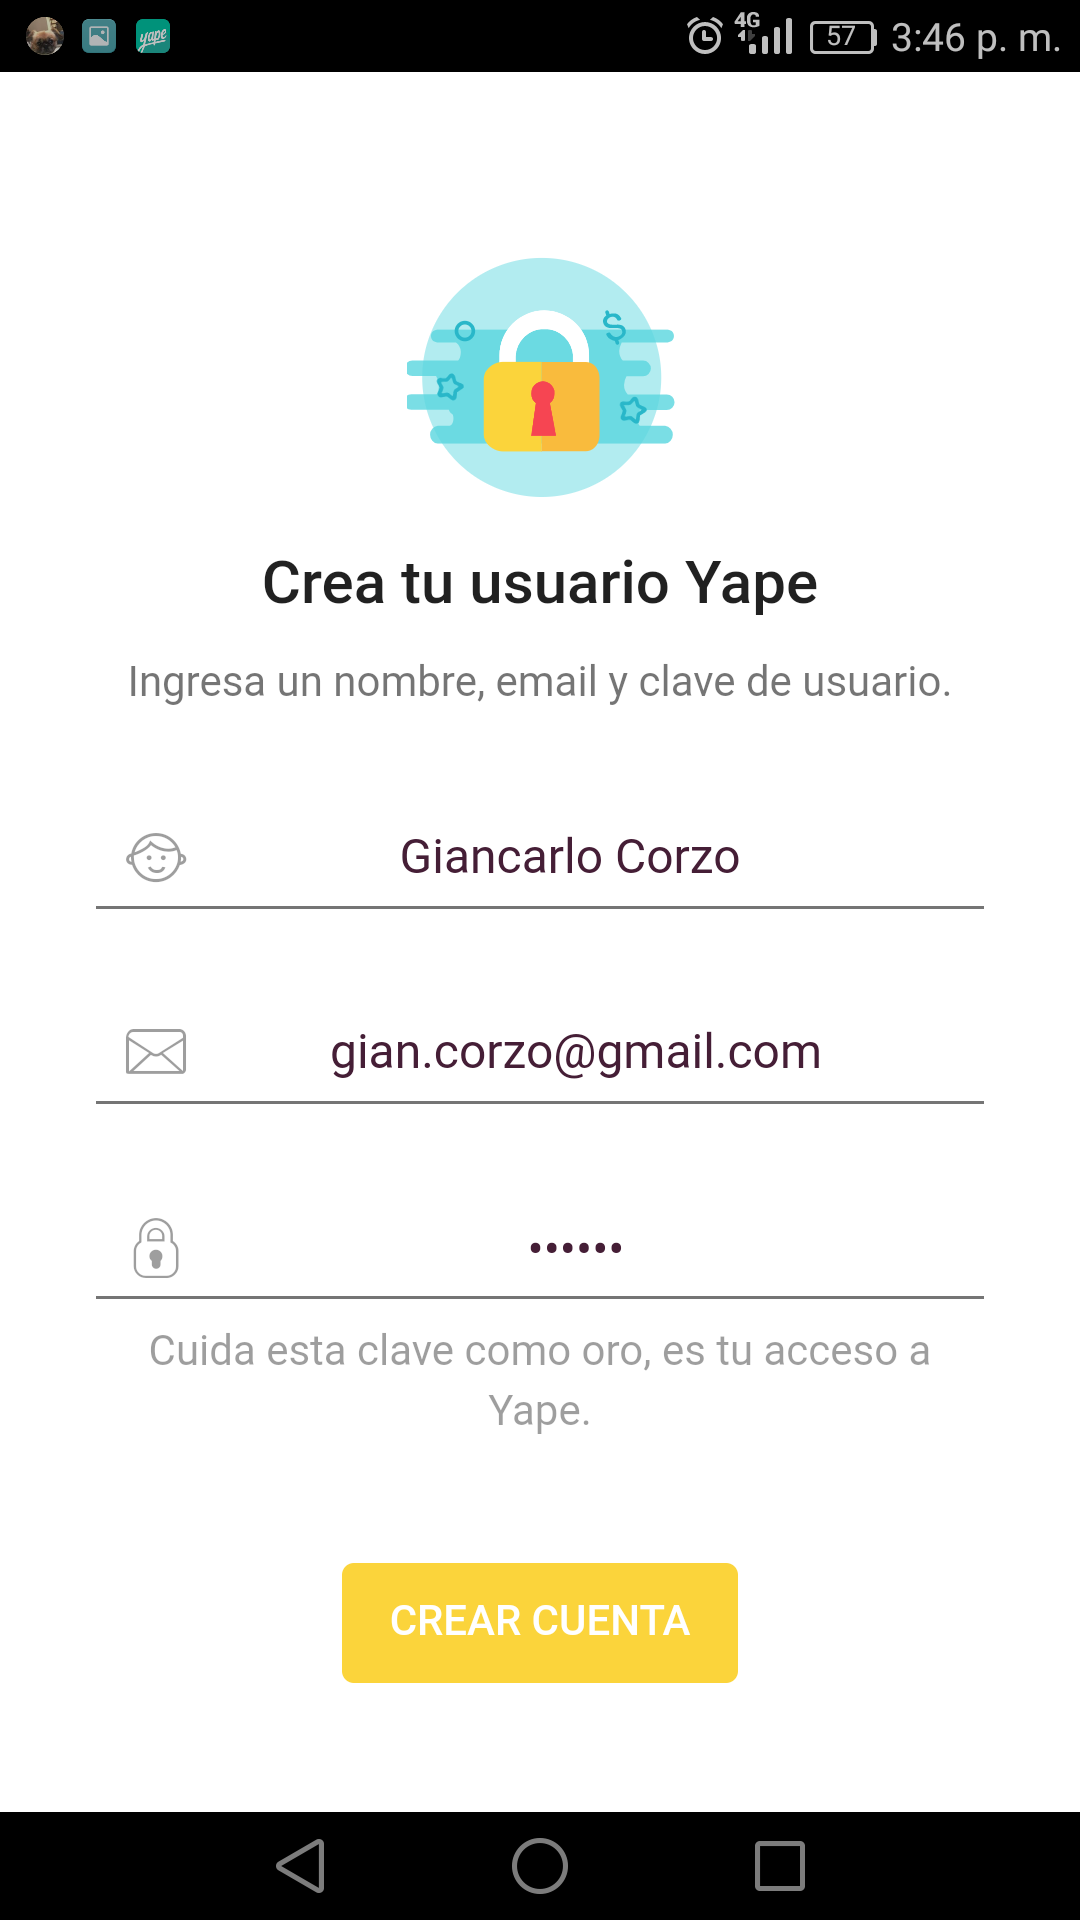 yape 4G 57 3:46 p. m.
$
Crea tu usuario Yape
Ingresa un nombre, email y clave de usuario.
Giancarlo Corzo
gian.corzo@gmail.com
••••••
Cuida esta clave como oro, es tu acceso a
Yape.
CREAR CUENTA